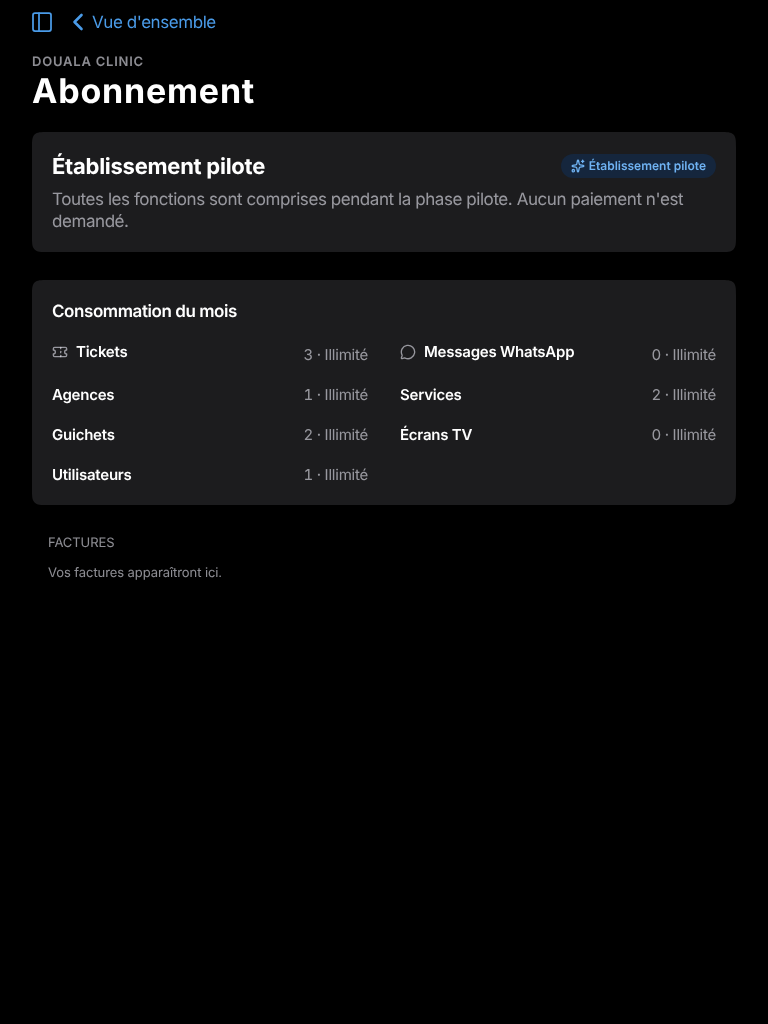 Vue d'ensemble
DOUALA CLINIC
Abonnement
Établissement pilote
Établissement pilote
Toutes les fonctions sont comprises pendant la phase pilote. Aucun paiement n'est
demandé.
Consommation du mois
Tickets 3 · Illimité
Messages WhatsApp 0 · Illimité
Agences 1 · Illimité
Services 2 · Illimité
Guichets 2 · Illimité
Écrans TV 0 · Illimité
Utilisateurs 1 · Illimité
FACTURES
Vos factures apparaîtront ici.